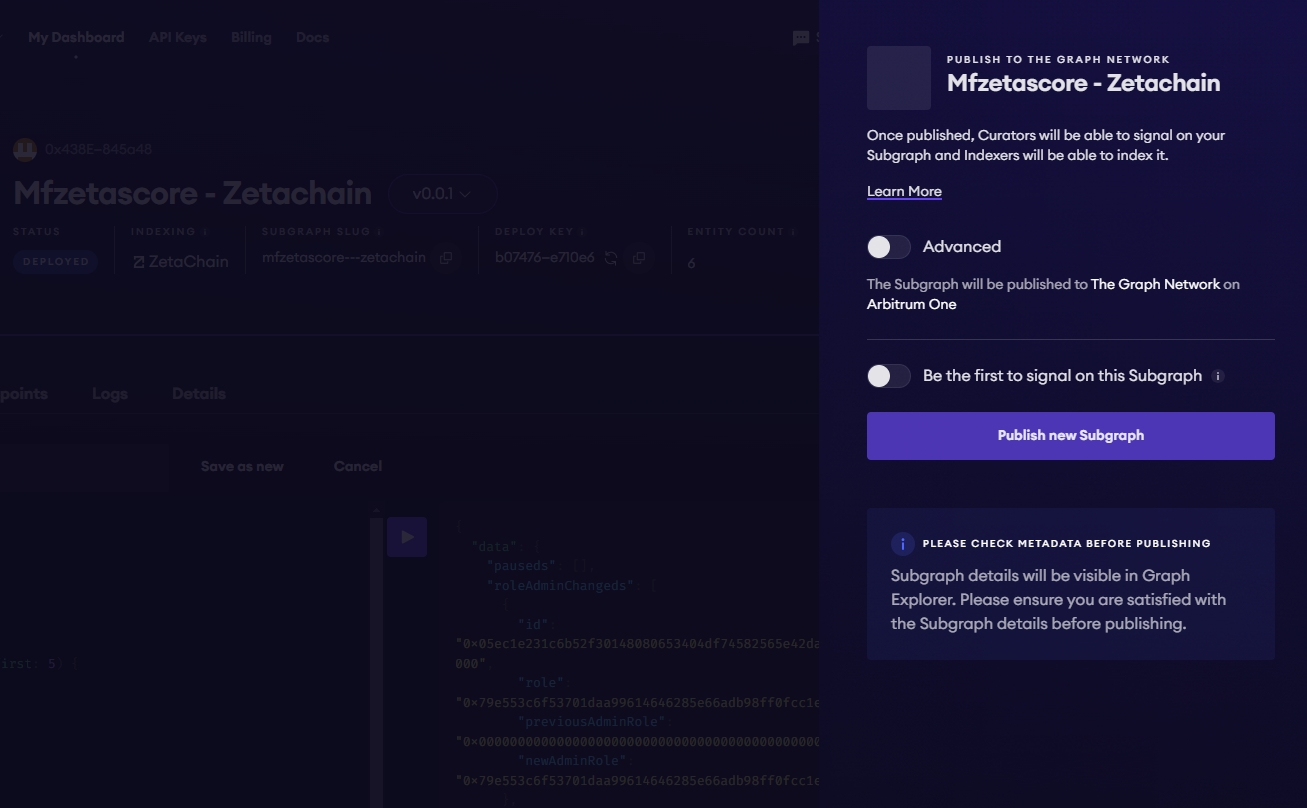 My Dashboard API Keys Billing Docs
0x438E–845a48
Mfzetascore - Zetachain v0.0.1
STATUS INDEXING SUBGRAPH SLUG DEPLOY KEY ENTITY COUNT
DEPLOYED ZetaChain mfzetascore---zetachain b07476–e710e6 6
points Logs Details
Save as new Cancel
irst: 5) {
{
"data": {
"pauseds": [],
"roleAdminChangeds": [
{
"id":
"0x05ec1e231c6b52f30148080653404df74582565e42da
000",
"role":
"0x79e553c6f53701daa99614646285e66adb98ff0fcc1e
"previousAdminRole":
"newAdminRole":
"0x79e553c6f53701daa99614646285e66adb98ff0fcc1e
PUBLISH TO THE GRAPH NETWORK
Mfzetascore - Zetachain
Once published, Curators will be able to signal on your
Subgraph and Indexers will be able to index it.
Learn More
Advanced
The Subgraph will be published to The Graph Network on
Arbitrum One
Be the first to signal on this Subgraph
Publish new Subgraph
PLEASE CHECK METADATA BEFORE PUBLISHING
Subgraph details will be visible in Graph
Explorer. Please ensure you are satisfied with
the Subgraph details before publishing.